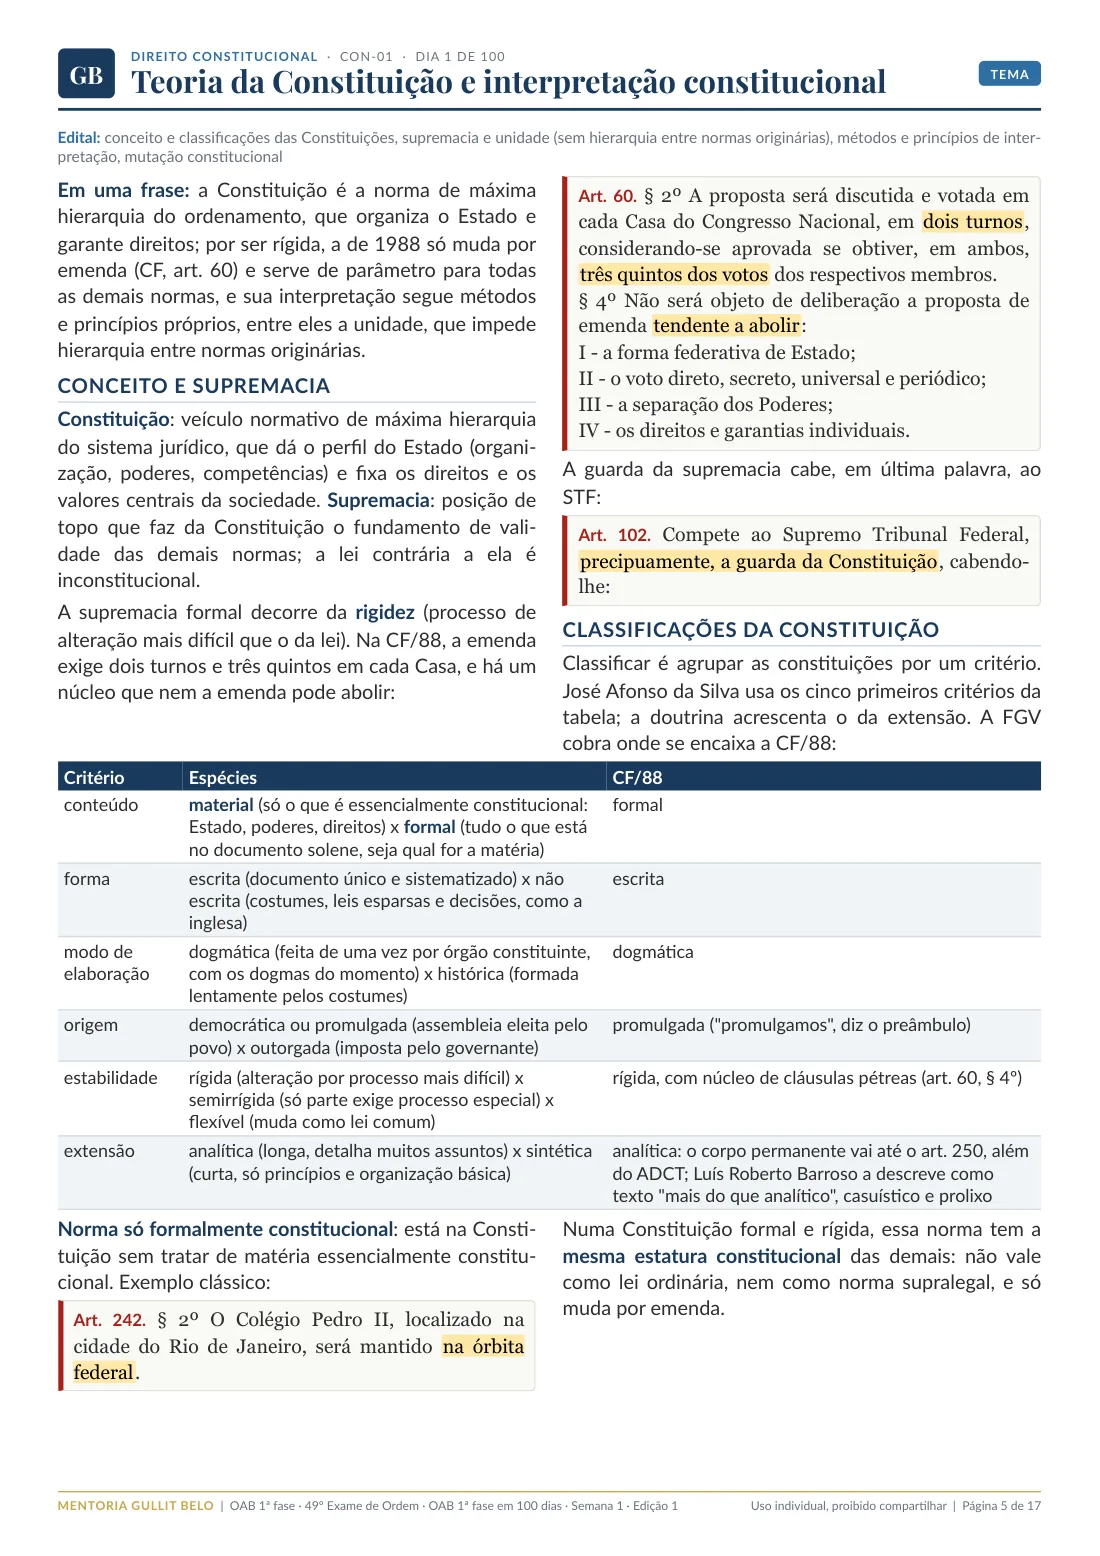 GB
DIREITO CONSTITUCIONAL · CON-01 · DIA 1 DE 100
Teoria da Constituição e interpretação constitucional
TEMA
Edital: conceito e classificações das Constituições, supremacia e unidade (sem hierarquia entre normas originárias), métodos e princípios de inter-
pretação, mutação constitucional
Em uma frase: a Constituição é a norma de máxima
hierarquia do ordenamento, que organiza o Estado e
garante direitos; por ser rígida, a de 1988 só muda por
emenda (CF, art. 60) e serve de parâmetro para todas
as demais normas, e sua interpretação segue métodos
e princípios próprios, entre eles a unidade, que impede
hierarquia entre normas originárias.
CONCEITO E SUPREMACIA
Constituição: veículo normativo de máxima hierarquia
do sistema jurídico, que dá o perfil do Estado (organi-
zação, poderes, competências) e fixa os direitos e os
valores centrais da sociedade. Supremacia: posição de
topo que faz da Constituição o fundamento de vali-
dade das demais normas; a lei contrária a ela é
inconstitucional.
A supremacia formal decorre da rigidez (processo de
alteração mais difícil que o da lei). Na CF/88, a emenda
exige dois turnos e três quintos em cada Casa, e há um
núcleo que nem a emenda pode abolir:
Art. 60. § 2º A proposta será discutida e votada em
cada Casa do Congresso Nacional, em dois turnos,
considerando-se aprovada se obtiver, em ambos,
três quintos dos votos dos respectivos membros.
§ 4º Não será objeto de deliberação a proposta de
emenda tendente a abolir:
I - a forma federativa de Estado;
II - o voto direto, secreto, universal e periódico;
III - a separação dos Poderes;
IV - os direitos e garantias individuais.
A guarda da supremacia cabe, em última palavra, ao
STF:
Art. 102. Compete ao Supremo Tribunal Federal,
precipuamente, a guarda da Constituição, cabendo-
lhe:
CLASSIFICAÇÕES DA CONSTITUIÇÃO
Classificar é agrupar as constituições por um critério.
José Afonso da Silva usa os cinco primeiros critérios da
tabela; a doutrina acrescenta o da extensão. A FGV
cobra onde se encaixa a CF/88:
Critério Espécies CF/88
conteúdo material (só o que é essencialmente constitucional: formal
Estado, poderes, direitos) x formal (tudo o que está
no documento solene, seja qual for a matéria)
forma escrita (documento único e sistematizado) x não escrita
escrita (costumes, leis esparsas e decisões, como a
inglesa)
modo de dogmática (feita de uma vez por órgão constituinte, dogmática
elaboração com os dogmas do momento) x histórica (formada
lentamente pelos costumes)
origem democrática ou promulgada (assembleia eleita pelo promulgada ("promulgamos", diz o preâmbulo)
povo) x outorgada (imposta pelo governante)
estabilidade rígida (alteração por processo mais difícil) x rígida, com núcleo de cláusulas pétreas (art. 60, § 4º)
semirrígida (só parte exige processo especial) x
flexível (muda como lei comum)
extensão analítica (longa, detalha muitos assuntos) x sintética analítica: o corpo permanente vai até o art. 250, além
(curta, só princípios e organização básica) do ADCT; Luís Roberto Barroso a descreve como
texto "mais do que analítico", casuístico e prolixo
Norma só formalmente constitucional: está na Consti-
tuição sem tratar de matéria essencialmente constitu-
cional. Exemplo clássico:
Art. 242. § 2º O Colégio Pedro II, localizado na
cidade do Rio de Janeiro, será mantido na órbita
federal.
Numa Constituição formal e rígida, essa norma tem a
mesma estatura constitucional das demais: não vale
como lei ordinária, nem como norma supralegal, e só
muda por emenda.
MENTORIA GULLIT BELO | OAB 1ª fase · 49º Exame de Ordem · OAB 1ª fase em 100 dias · Semana 1 · Edição 1 Uso individual, proibido compartilhar | Página 5 de 17